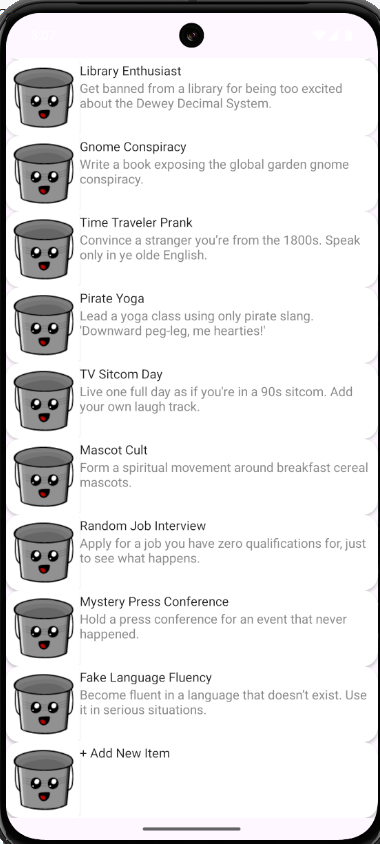 Library Enthusiast
Get banned from a library for being too excited
about the Dewey Decimal System.
Gnome Conspiracy
Write a book exposing the global garden gnome
conspiracy.
Time Traveler Prank
Convince a stranger you're from the 1800s. Speak
only in ye olde English.
Pirate Yoga
Lead a yoga class using only pirate slang.
'Downward peg-leg, me hearties!'
TV Sitcom Day
Live one full day as if you're in a 90s sitcom. Add
your own laugh track.
Mascot Cult
Form a spiritual movement around breakfast cereal
mascots.
Random Job Interview
Apply for a job you have zero qualifications for, just
to see what happens.
Mystery Press Conference
Hold a press conference for an event that never
happened.
Fake Language Fluency
Become fluent in a language that doesn't exist. Use
it in serious situations.
+ Add New Item